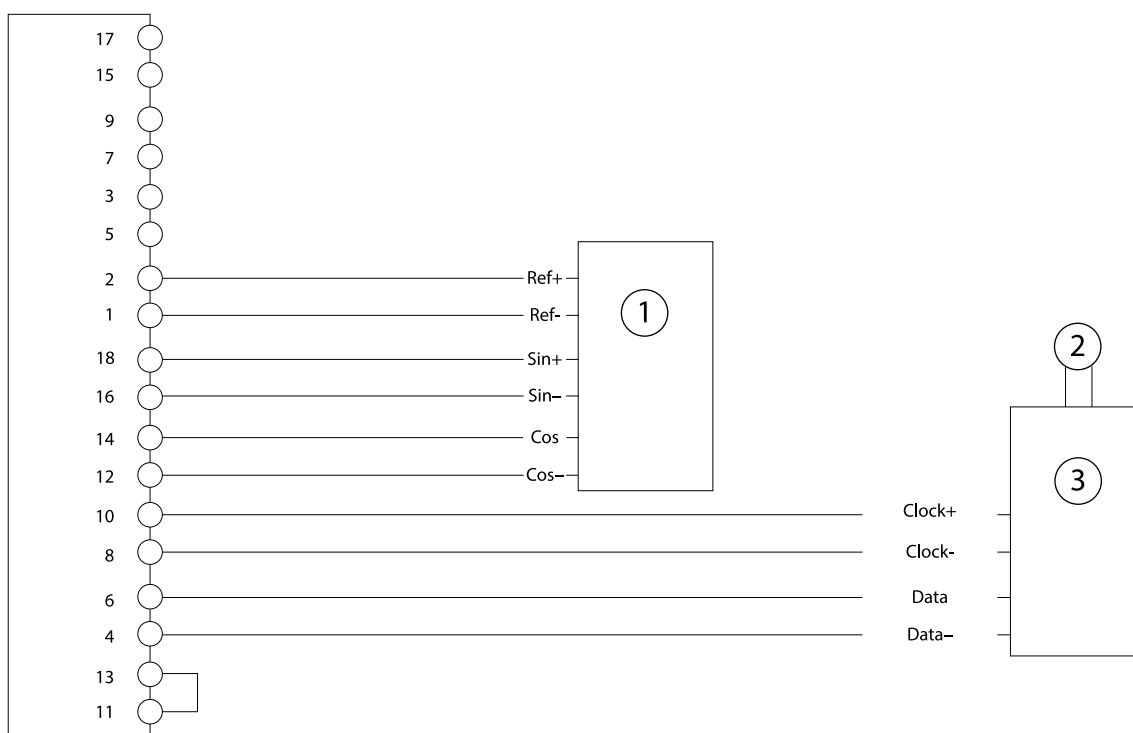 17
15
9
7
3
5
2 Ref+
1 Ref-
1
18 Sin+
16 Sin–
14 Cos
12 Cos–
2
3
10 Clock+
8 Clock-
6 Data
4 Data–
13
11